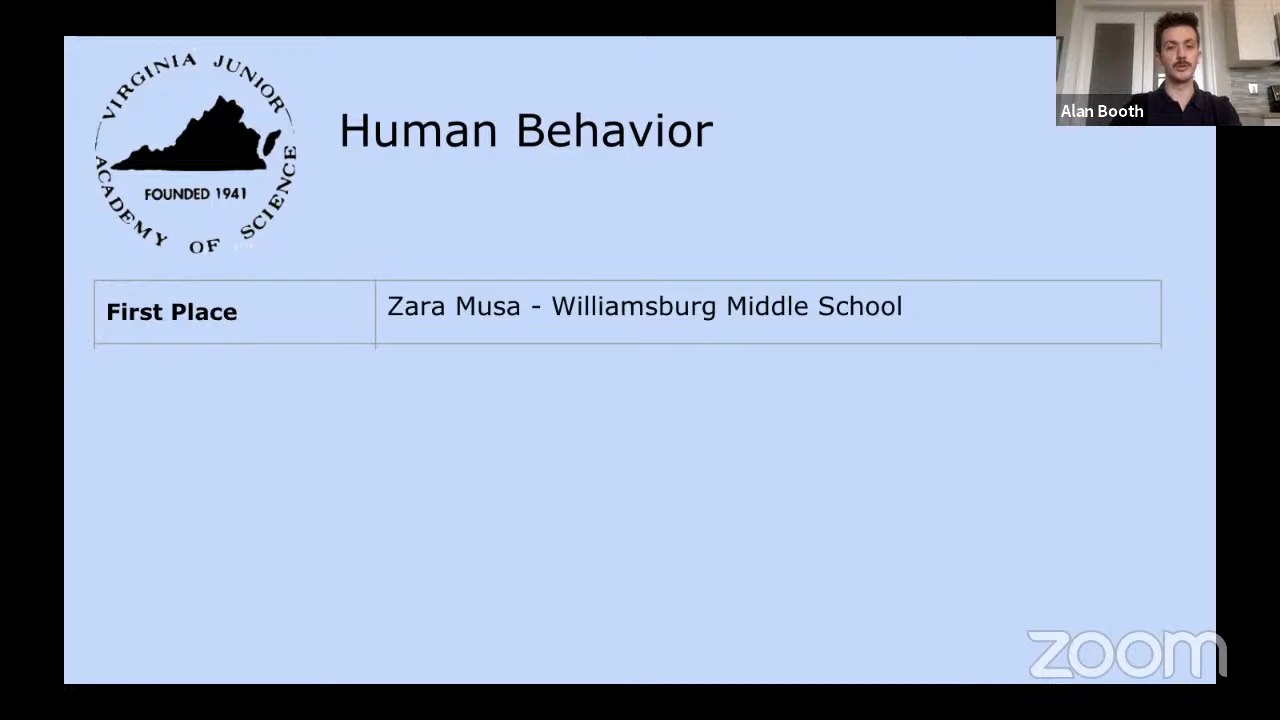 VIRGINIA JUNIOR
ACADEMY OF SCIENCE
FOUNDED 1941
Human Behavior
Alan Booth
First Place
Zara Musa - Williamsburg Middle School
zoom